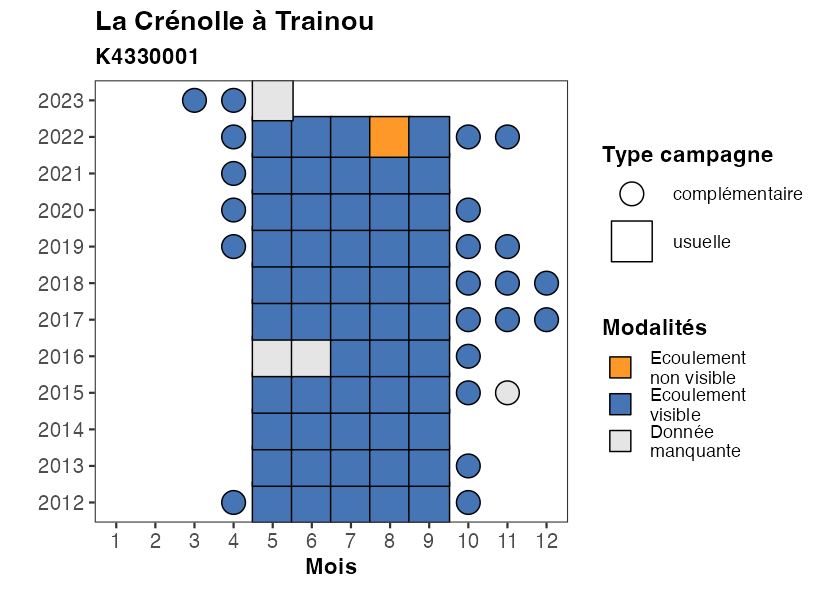 La Crénolle à Trainou
K4330001
2023
2022
2021
2020
2019
2018
2017
2016
2015
2014
2013
2012
1 2 3 4 5 6 7 8 9 10 11 12
Mois
Type campagne
complémentaire
usuelle
Modalités
Ecoulement
non visible
Ecoulement
visible
Donnée
manquante